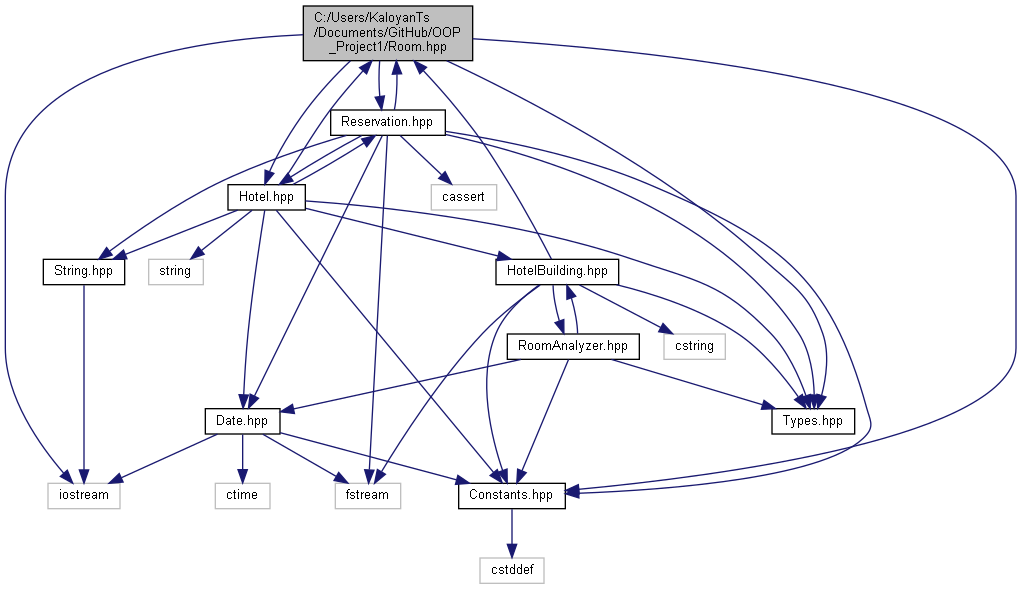 C:/Users/KaloyanTs
/Documents/GitHub/OOP
_Project1/Room.hpp
Reservation.hpp
Hotel.hpp
cassert
String.hpp
string
HotelBuilding.hpp
RoomAnalyzer.hpp
cstring
Date.hpp
Types.hpp
iostream
ctime
fstream
Constants.hpp
cstddef